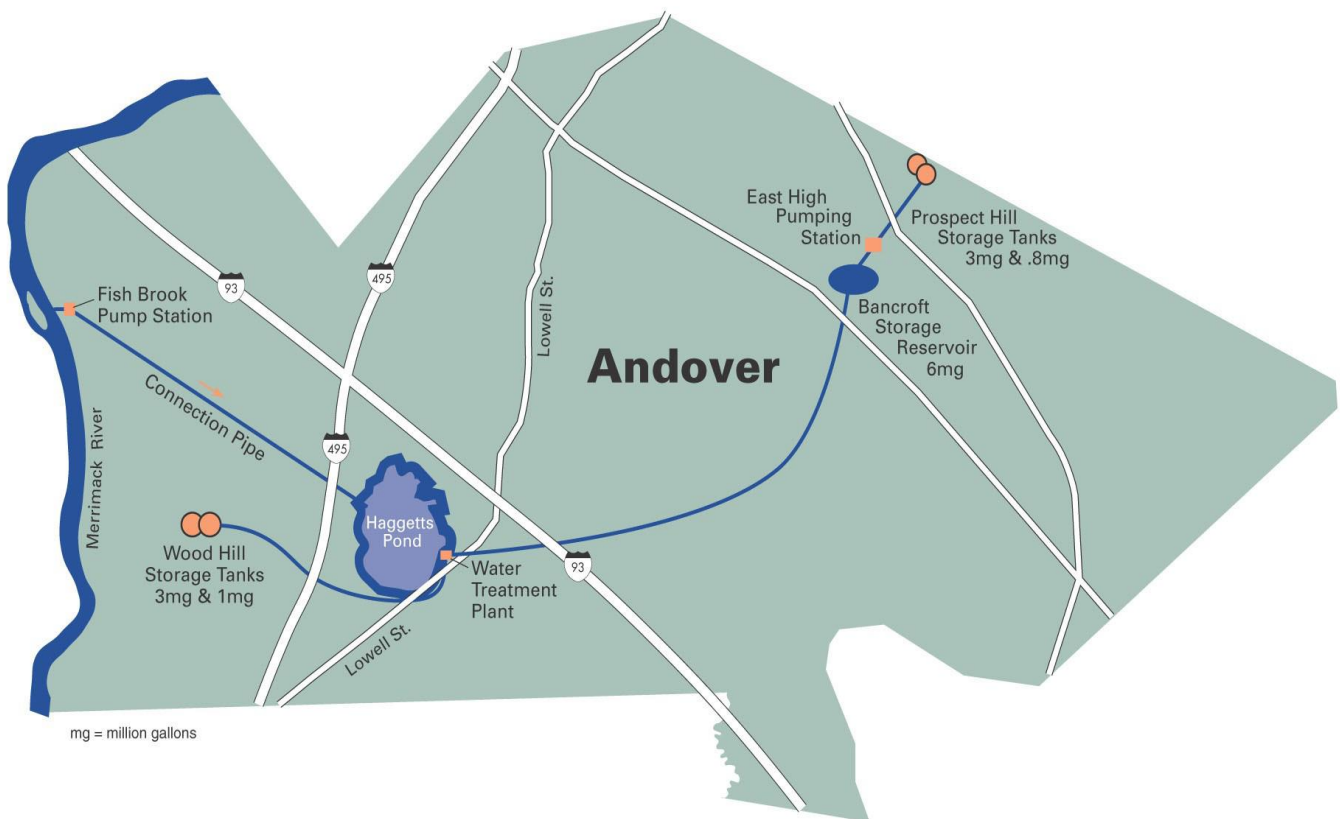 93
495
Fish Brook
Pump Station
Connection Pipe
Merrimack River
495
Lowell St.
Andover
East High
Pumping
Station
Prospect Hill
Storage Tanks
3mg & .8mg
Bancroft
Storage
Reservoir
6mg
Haggetts
Pond
Wood Hill
Storage Tanks
3mg & 1mg
Water
Treatment
Plant
93
Lowell St.
mg = million gallons